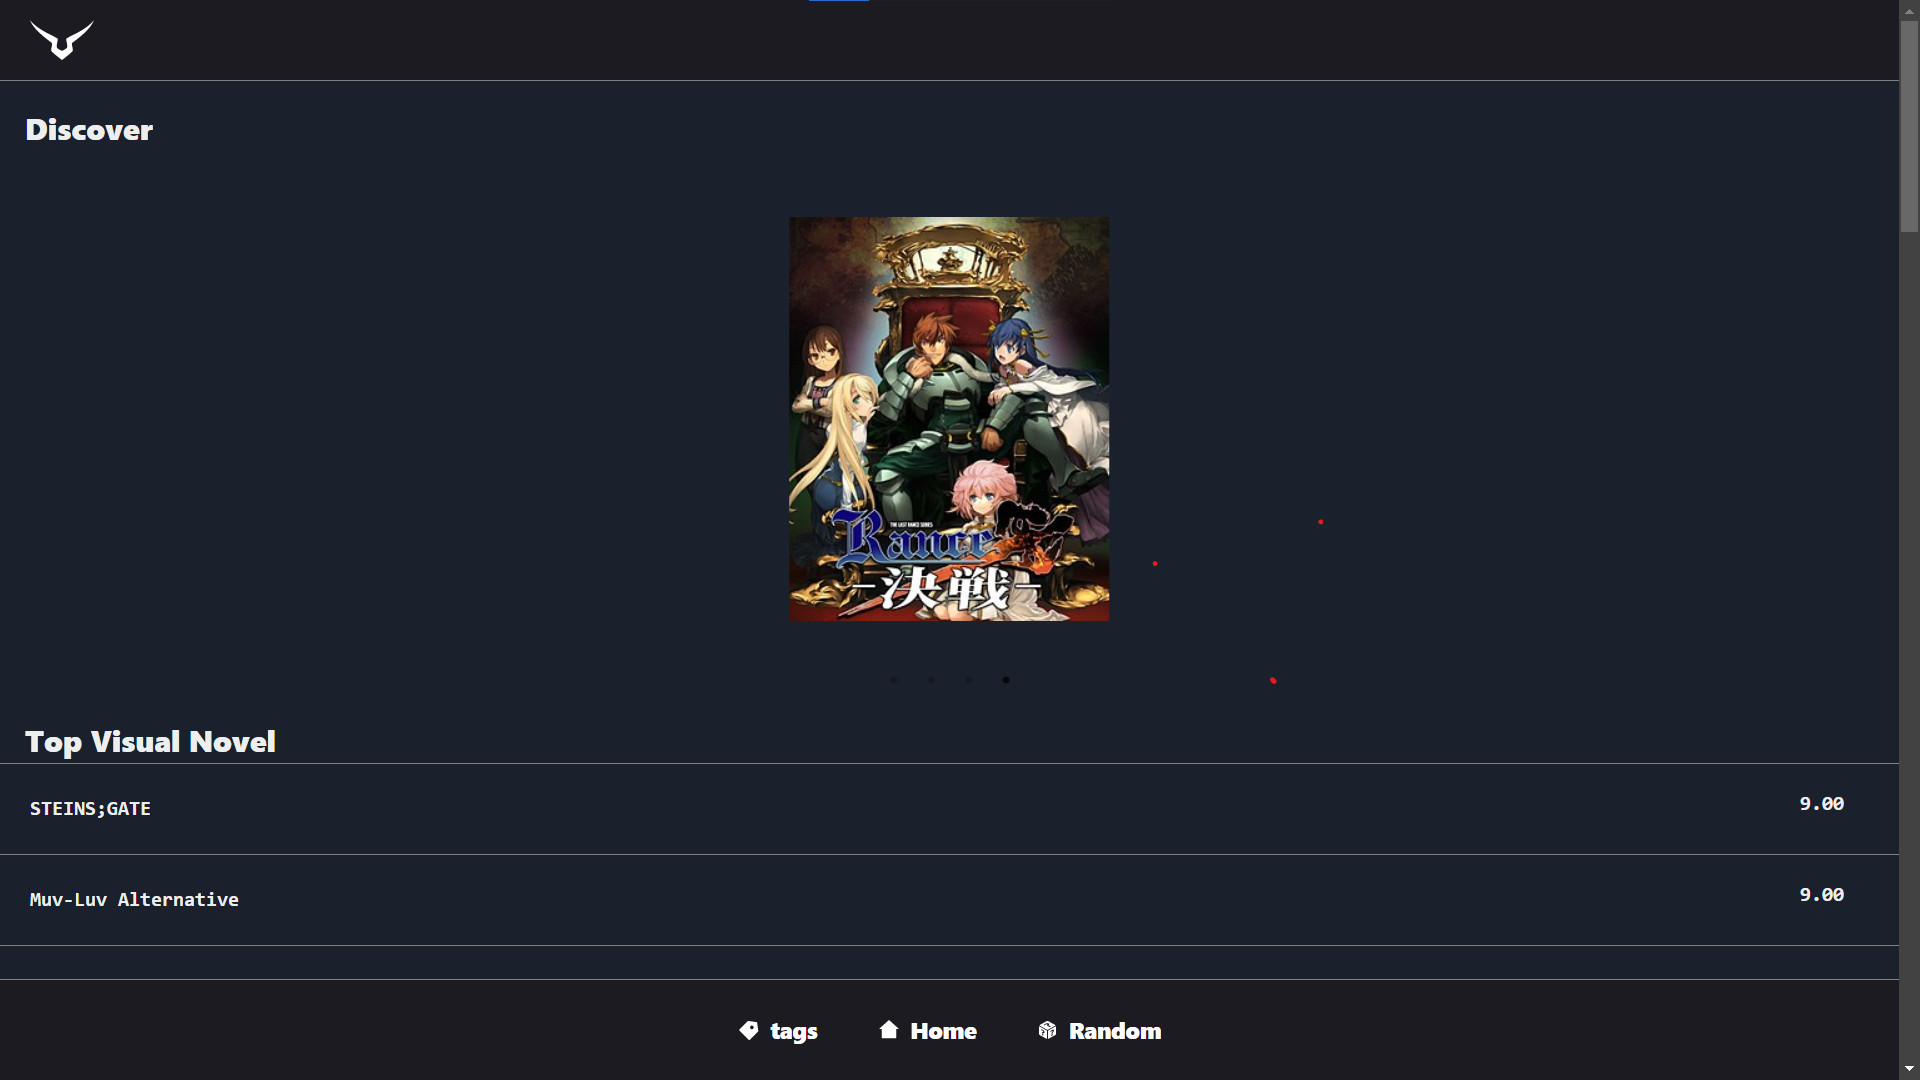 Discover
THE LAST RANCE SERIES
Rance
－決戦－
Top Visual Novel
STEINS;GATE
9.00
Muv-Luv Alternative
9.00
tags
Home
Random